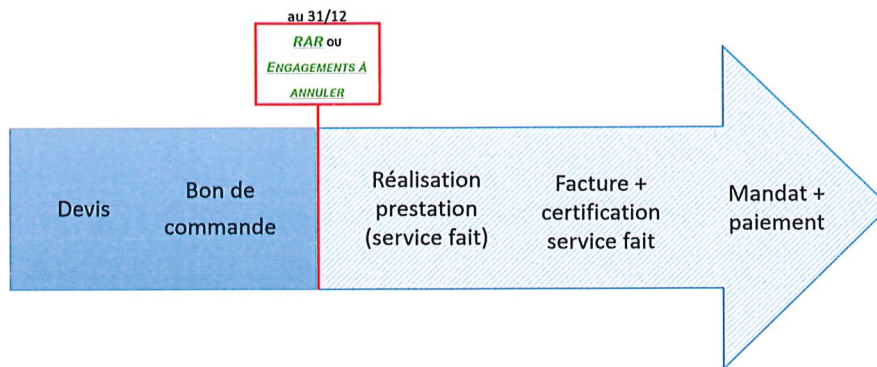 au 31/12
RAR ou
ENGAGEMENTS À
ANNULER
Devis
Bon de
commande
Réalisation
prestation
(service fait)
Facture +
certification
service fait
Mandat +
paiement